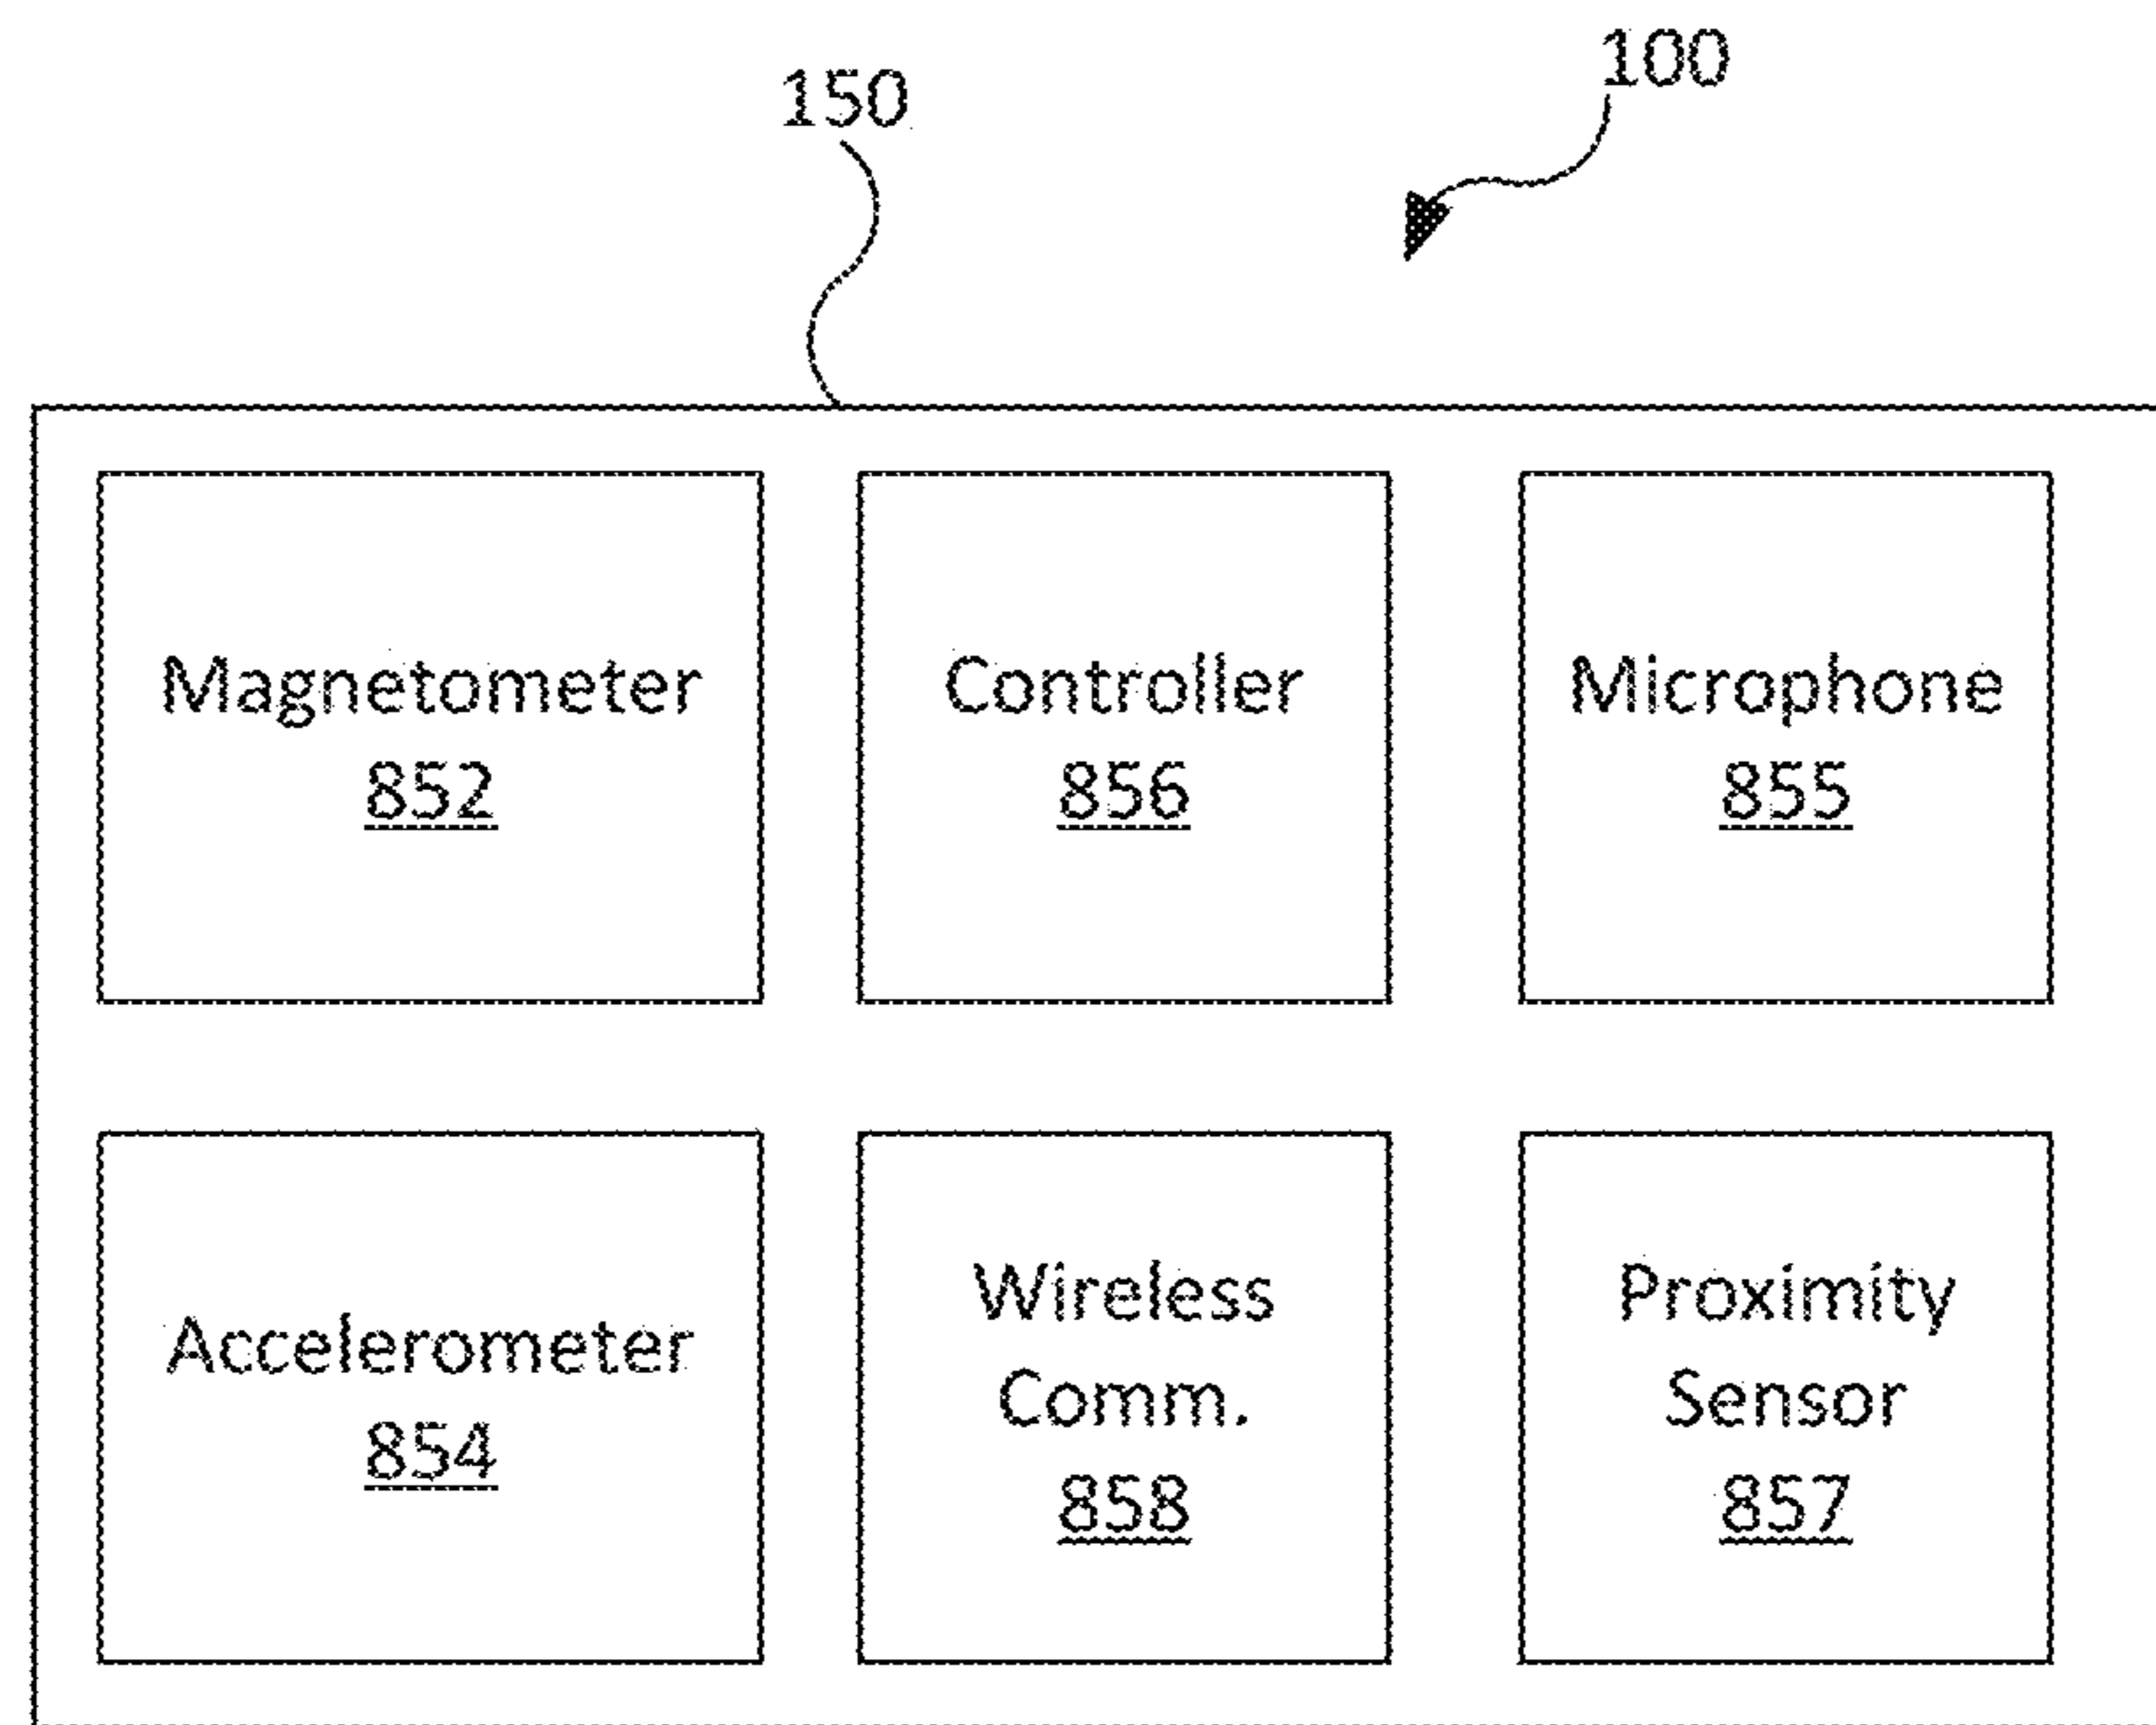 150
100
Magnetometer
852
Controller
856
Microphone
855
Accelerometer
854
Wireless
Comm.
858
Proximity
Sensor
857